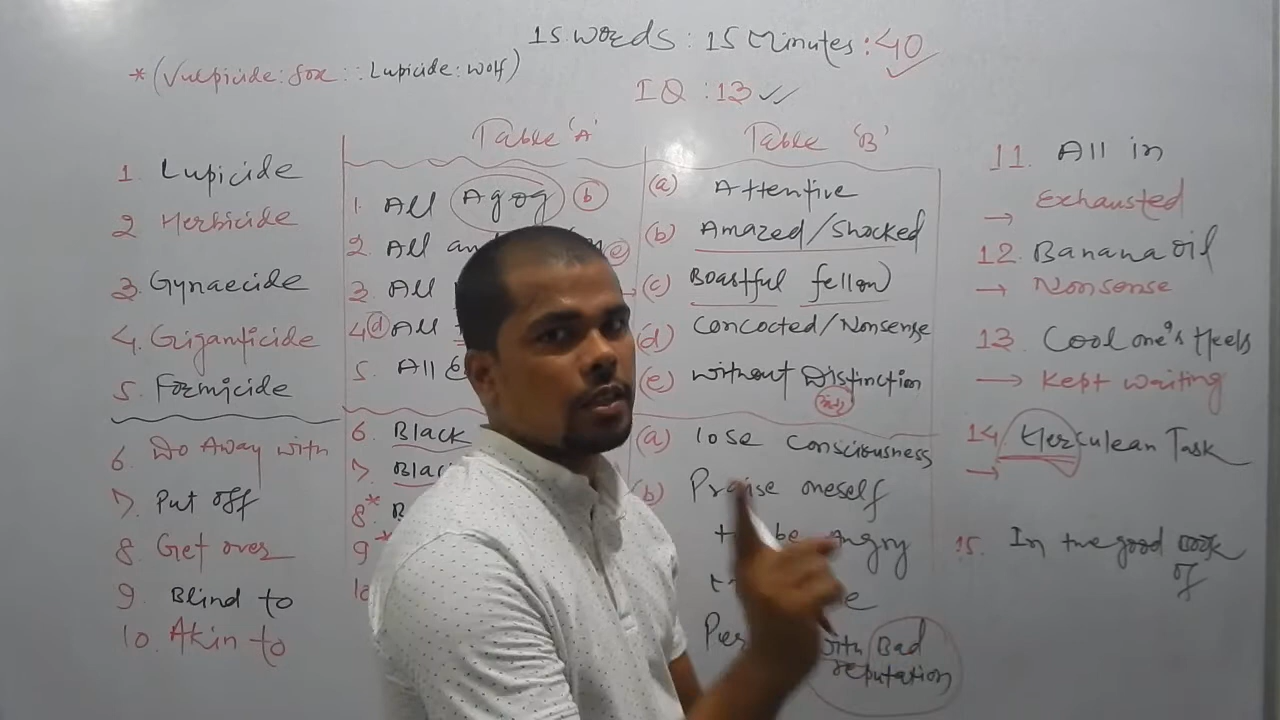 15 words : 15 Minutes : 40
* (Vulpicide : fox :: Lupicide : wolf)
IQ : 13
1. Lupicide
2 Herbicide
3. Gynaecide
4. Giganticide
5. Formicide
6. Do Away with
7. Put off
8. Get over
9. Blind to
10. Akin to
Table 'A'
1. All Agog (b)
2. All (e)
3. All
4. (d) All
5. All
6. Black
7.
8*
9*
10
Table 'B'
(a) Attentive
(b) Amazed/Shocked
(c) Boastful fellow
(d) Concocted/Nonsense
(e) without Distinction
(a) lose consciousness
(b) Praise oneself
be angry
with Bad
reputation
11. All in
→ Exhausted
12. Banana oil
→ Nonsense
13. Cool one's Heels
→ Kept waiting
14 Herculean Task
→
15. In the good book
of